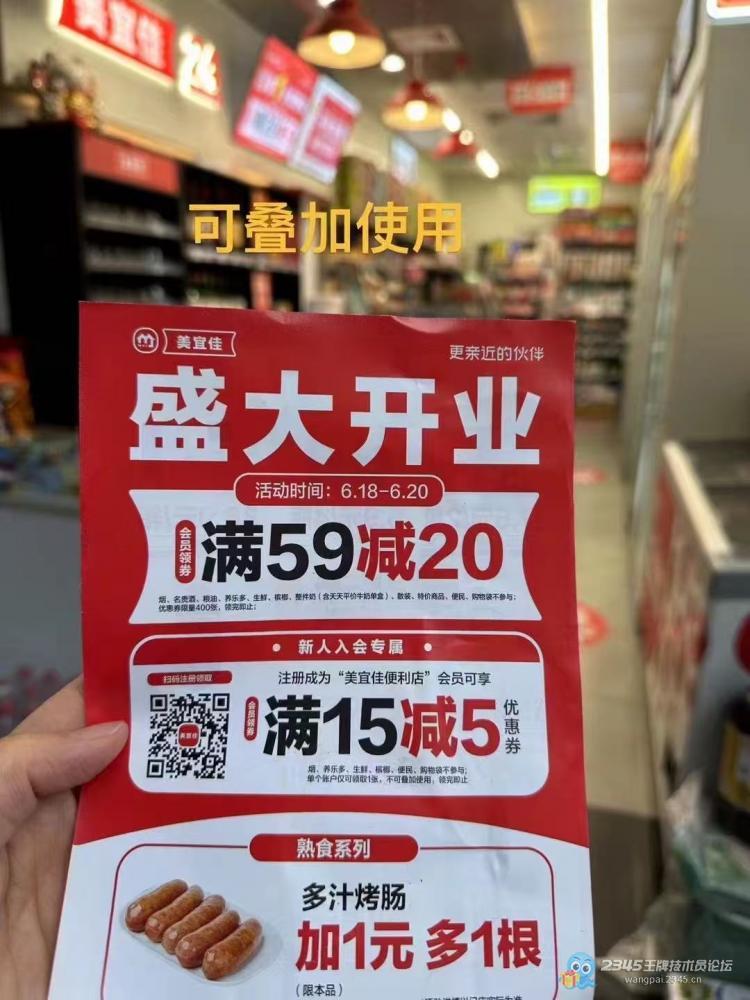 美宜佳
24
可叠加使用
美宜佳
更亲近的伙伴
盛大开业
活动时间：6.18-6.20
会员领券
满59减20
烟、名贵酒、粮油、养乐多、生鲜、槟榔、整件奶（含天天平价牛奶单盒）、散装、特价商品、便民、购物袋不参与；
优惠券限量400张，领完即止；
新人入会专属
扫码注册领取
注册成为“美宜佳便利店”会员可享
美宜佳
会员领券
满15减5
优惠券
烟、养乐多、生鲜、槟榔、便民、购物袋不参与；
单个账户仅可领取1张，不可叠加使用，领完即止
熟食系列
多汁烤肠
加1元 多1根
（限本品）
2345王牌技术员论坛
wangpai.2345.cn